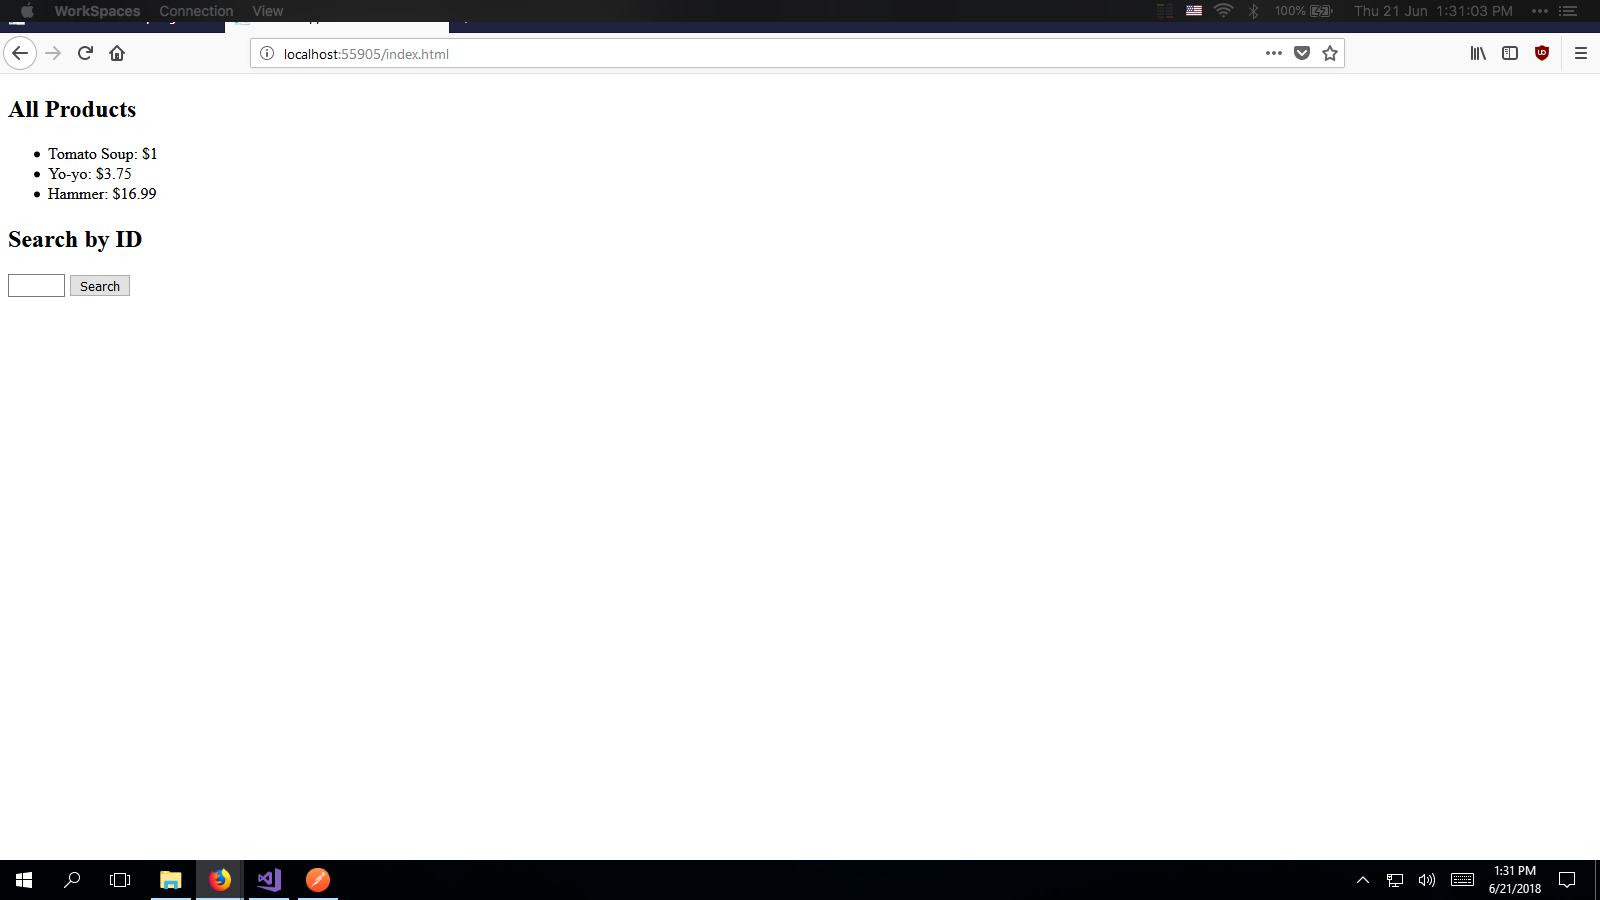 WorkSpaces Connection View 100% Thu 21 Jun 1:31:03 PM
localhost:55905/index.html
All Products
Tomato Soup: $1
Yo-yo: $3.75
Hammer: $16.99
Search by ID
Search
1:31 PM
6/21/2018